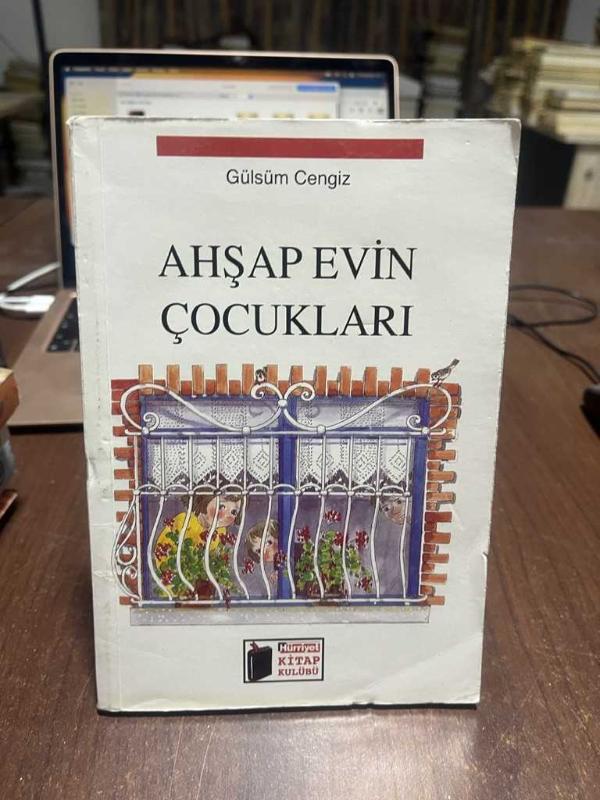 Gülsüm Cengiz
AHŞAP EVİN
ÇOCUKLARI
Hürriyet
KİTAP
KULÜBÜ